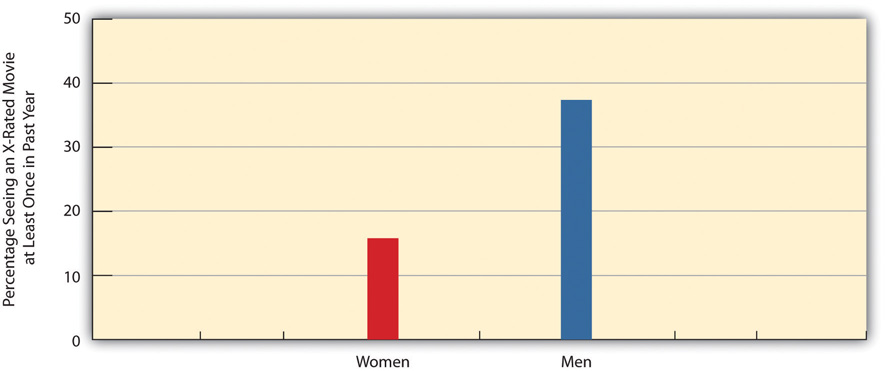 Percentage Seeing an X-Rated Movie
at Least Once in Past Year
50
40
30
20
10
0
Women
Men